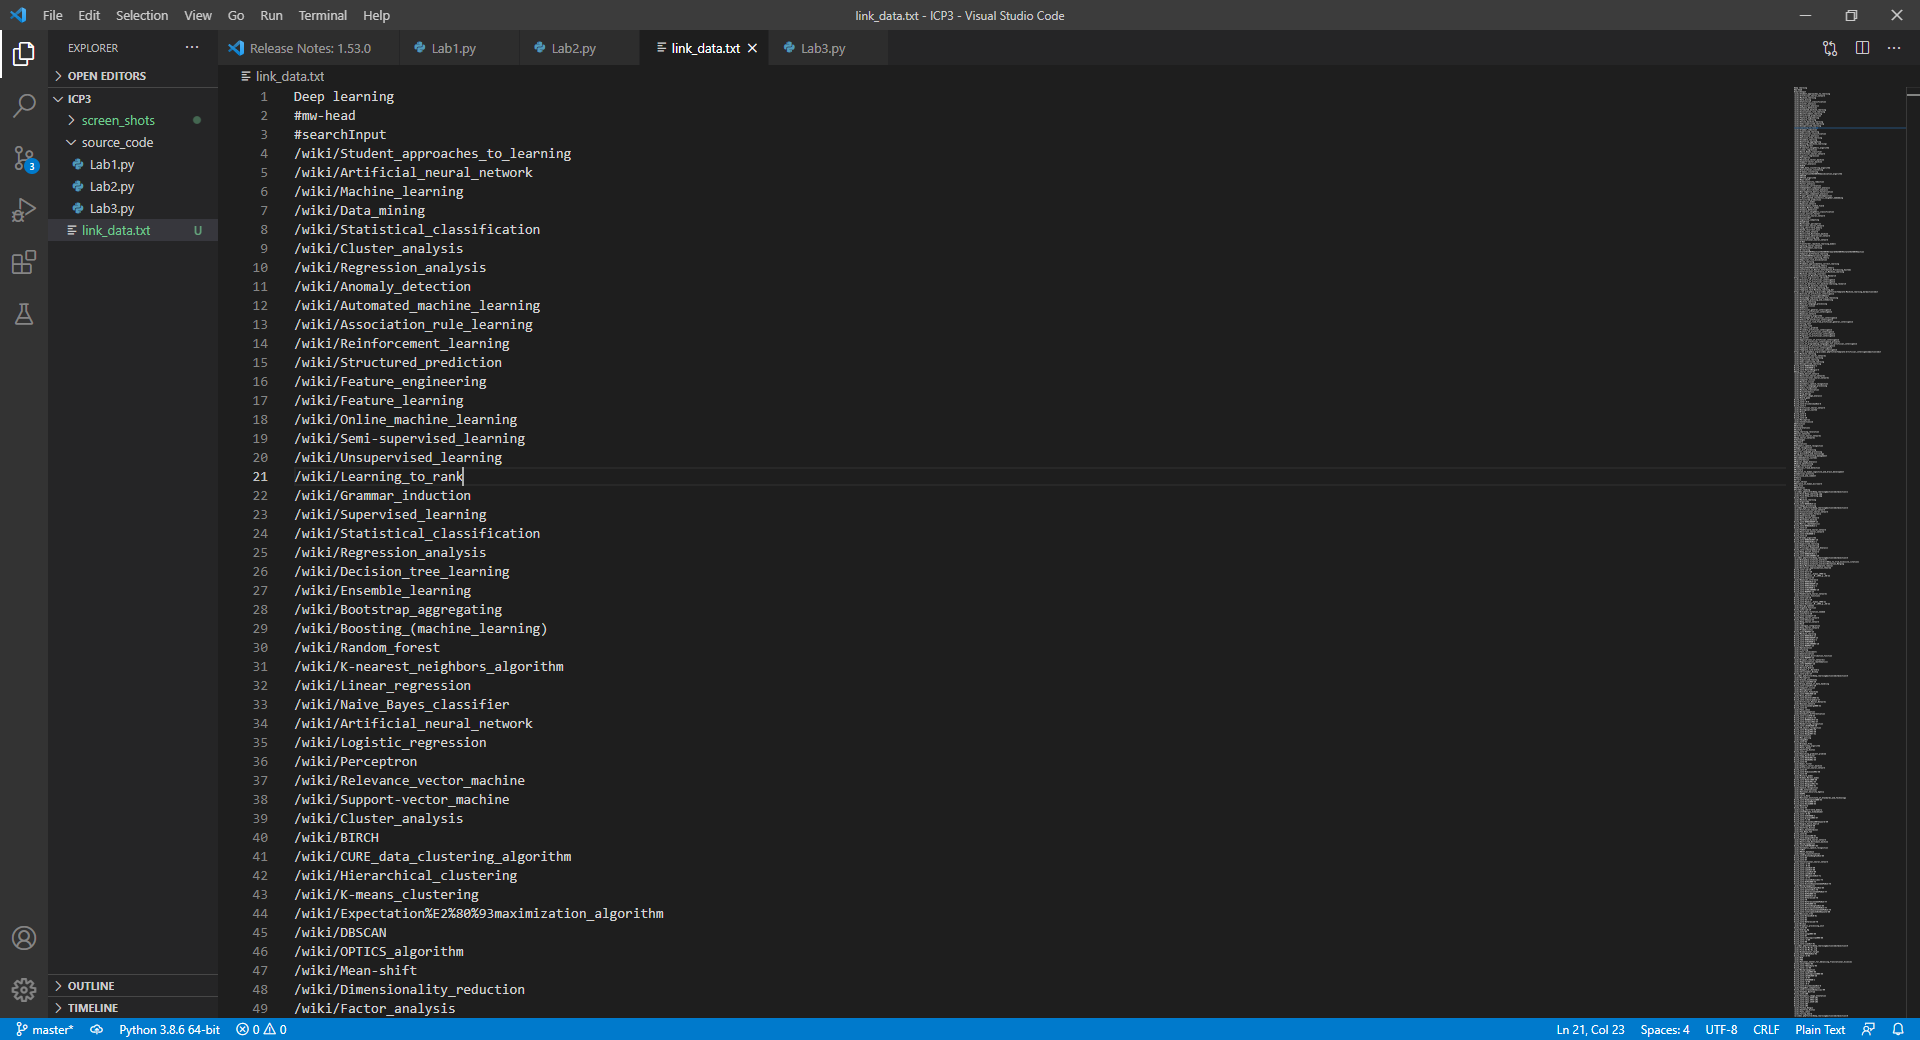 File Edit Selection View Go Run Terminal Help
link_data.txt - ICP3 - Visual Studio Code
EXPLORER
Release Notes: 1.53.0
Lab1.py
Lab2.py
link_data.txt
Lab3.py
OPEN EDITORS
ICP3
screen_shots
source_code
Lab1.py
Lab2.py
Lab3.py
link_data.txt U
3
OUTLINE
TIMELINE
link_data.txt
1 Deep learning
2 #mw-head
3 #searchInput
4 /wiki/Student_approaches_to_learning
5 /wiki/Artificial_neural_network
6 /wiki/Machine_learning
7 /wiki/Data_mining
8 /wiki/Statistical_classification
9 /wiki/Cluster_analysis
10 /wiki/Regression_analysis
11 /wiki/Anomaly_detection
12 /wiki/Automated_machine_learning
13 /wiki/Association_rule_learning
14 /wiki/Reinforcement_learning
15 /wiki/Structured_prediction
16 /wiki/Feature_engineering
17 /wiki/Feature_learning
18 /wiki/Online_machine_learning
19 /wiki/Semi-supervised_learning
20 /wiki/Unsupervised_learning
21 /wiki/Learning_to_rank
22 /wiki/Grammar_induction
23 /wiki/Supervised_learning
24 /wiki/Statistical_classification
25 /wiki/Regression_analysis
26 /wiki/Decision_tree_learning
27 /wiki/Ensemble_learning
28 /wiki/Bootstrap_aggregating
29 /wiki/Boosting_(machine_learning)
30 /wiki/Random_forest
31 /wiki/K-nearest_neighbors_algorithm
32 /wiki/Linear_regression
33 /wiki/Naive_Bayes_classifier
34 /wiki/Artificial_neural_network
35 /wiki/Logistic_regression
36 /wiki/Perceptron
37 /wiki/Relevance_vector_machine
38 /wiki/Support-vector_machine
39 /wiki/Cluster_analysis
40 /wiki/BIRCH
41 /wiki/CURE_data_clustering_algorithm
42 /wiki/Hierarchical_clustering
43 /wiki/K-means_clustering
44 /wiki/Expectation%E2%80%93maximization_algorithm
45 /wiki/DBSCAN
46 /wiki/OPTICS_algorithm
47 /wiki/Mean-shift
48 /wiki/Dimensionality_reduction
49 /wiki/Factor_analysis
master* Python 3.8.6 64-bit 0 0 Ln 21, Col 23 Spaces: 4 UTF-8 CRLF Plain Text